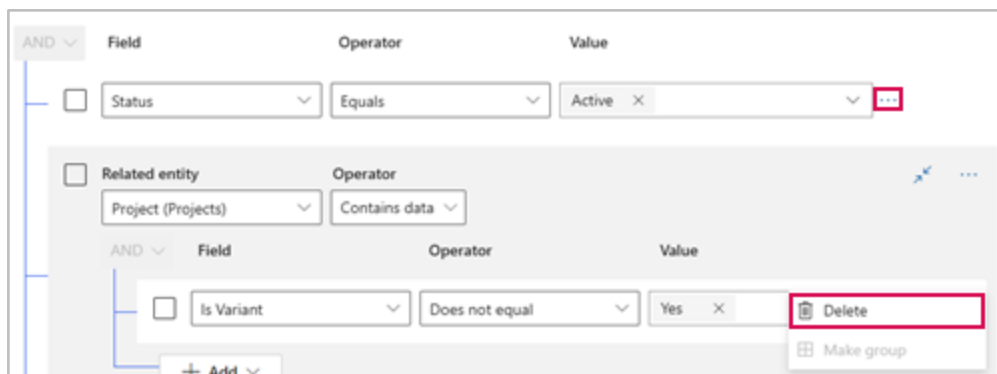 AND Field Operator Value
Status Equals Active ×
Related entity Operator
Project (Projects) Contains data
AND Field Operator Value
Is Variant Does not equal Yes ×
Delete
Make group
+ Add